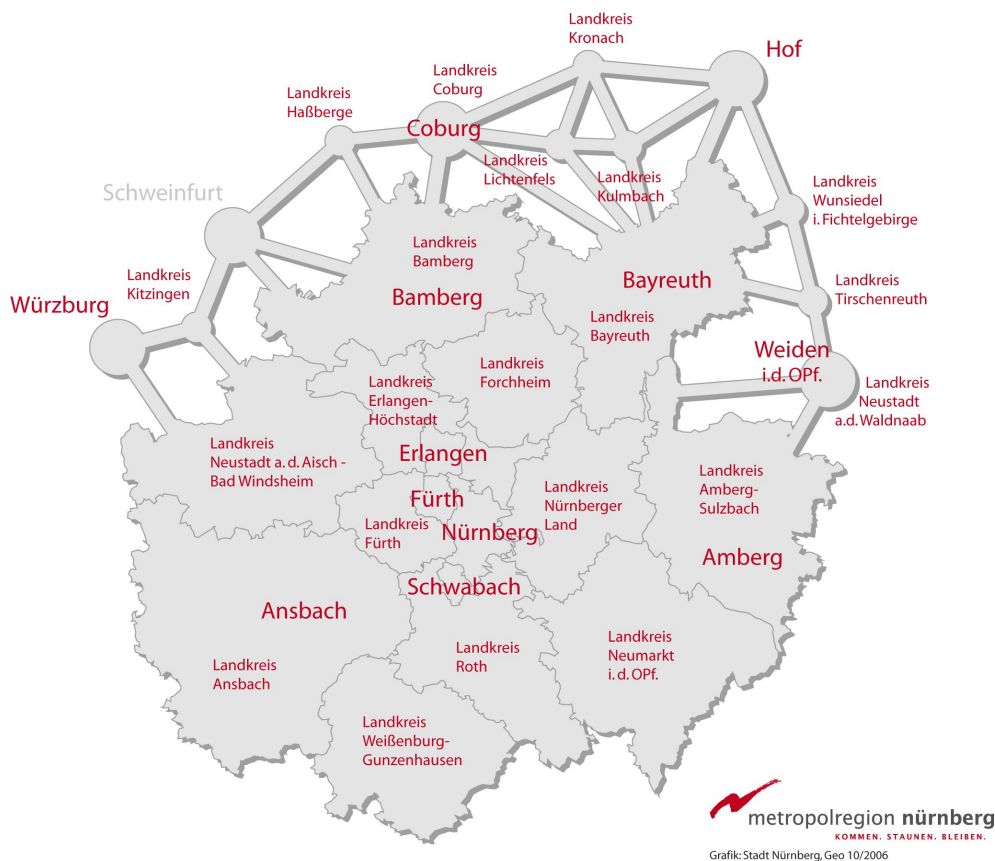 Landkreis
Kronach
Hof
Landkreis
Coburg
Landkreis
Haßberge
Coburg
Landkreis
Lichtenfels
Landkreis
Kulmbach
Schweinfurt
Landkreis
Wunsiedel
i. Fichtelgebirge
Landkreis
Bamberg
Landkreis
Kitzingen
Bayreuth
Landkreis
Tirschenreuth
Würzburg
Bamberg
Landkreis
Bayreuth
Weiden
i.d. OPf.
Landkreis
Forchheim
Landkreis
Erlangen-
Höchstadt
Landkreis
Neustadt
a.d. Waldnaab
Landkreis
Neustadt a. d. Aisch -
Bad Windsheim
Erlangen
Landkreis
Amberg-
Sulzbach
Fürth
Landkreis
Nürnberger
Land
Landkreis
Fürth
Nürnberg
Amberg
Schwabach
Ansbach
Landkreis
Roth
Landkreis
Neumarkt
i. d. OPf.
Landkreis
Ansbach
Landkreis
Weißenburg-
Gunzenhausen
metropolregion nürnberg
KOMMEN. STAUNEN. BLEIBEN.
Grafik: Stadt Nürnberg, Geo 10/2006